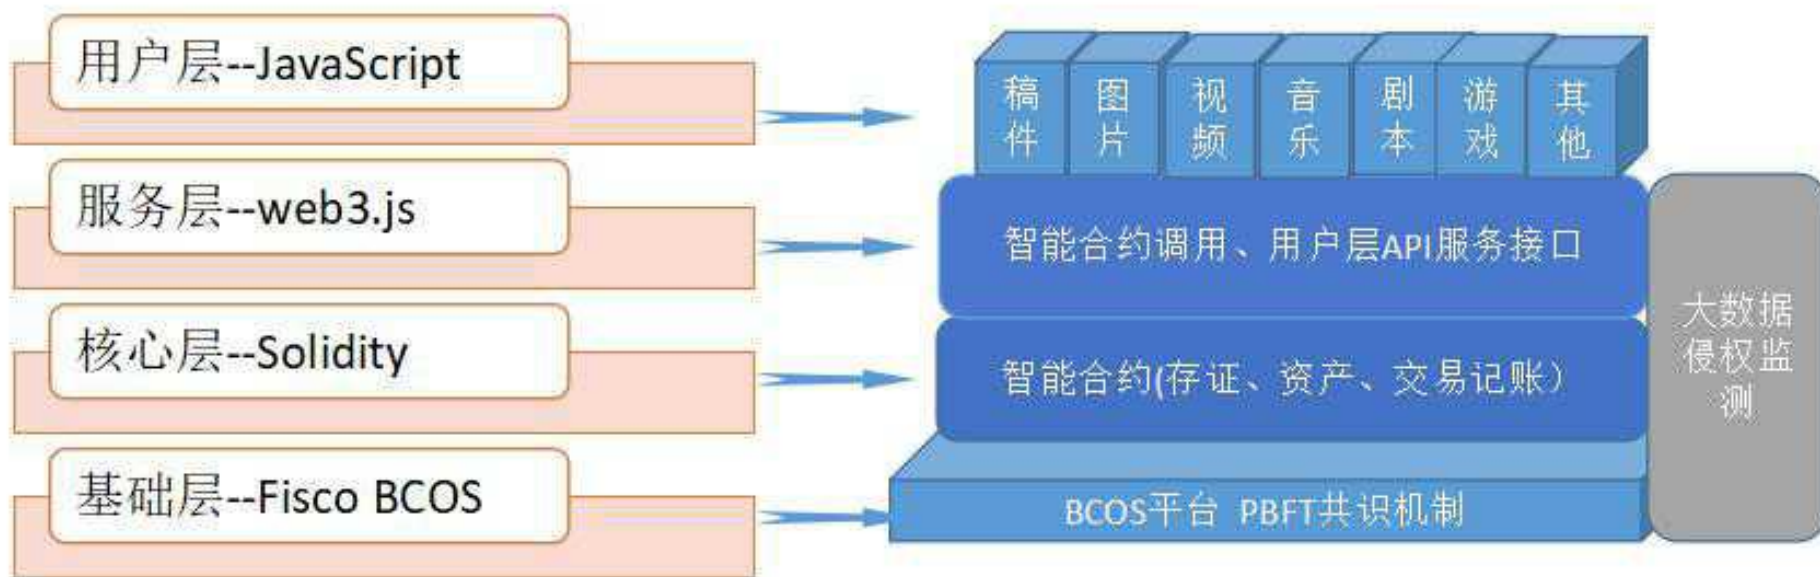 用户层--JavaScript
服务层--web3.js
核心层--Solidity
基础层--Fisco BCOS
稿件
图片
视频
音乐
剧本
游戏
其他
智能合约调用、用户层API服务接口
智能合约(存证、资产、交易记账）
BCOS平台 PBFT共识机制
大数据
侵权监
测